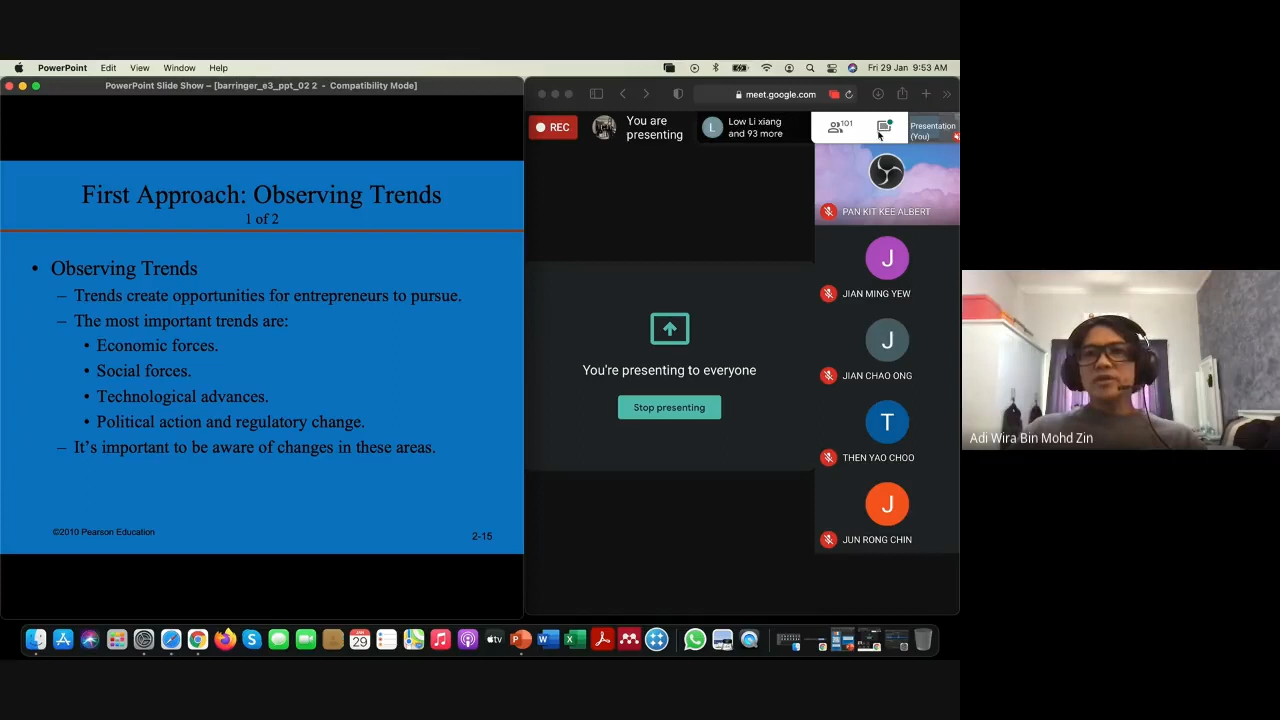 PowerPoint Edit View Window Help
Fri 29 Jan 9:53 AM
PowerPoint Slide Show – [barringer_e3_ppt_02 2 - Compatibility Mode]
First Approach: Observing Trends
1 of 2
• Observing Trends
– Trends create opportunities for entrepreneurs to pursue.
– The most important trends are:
• Economic forces.
• Social forces.
• Technological advances.
• Political action and regulatory change.
– It’s important to be aware of changes in these areas.
©2010 Pearson Education
2-15
meet.google.com
REC
You are
presenting
L
Low Li xiang
and 93 more
101
Presentation
(You)
You're presenting to everyone
Stop presenting
PAN KIT KEE ALBERT
J
JIAN MING YEW
J
JIAN CHAO ONG
T
THEN YAO CHOO
J
JUN RONG CHIN
Adi Wira Bin Mohd Zin
JAN
29
tv